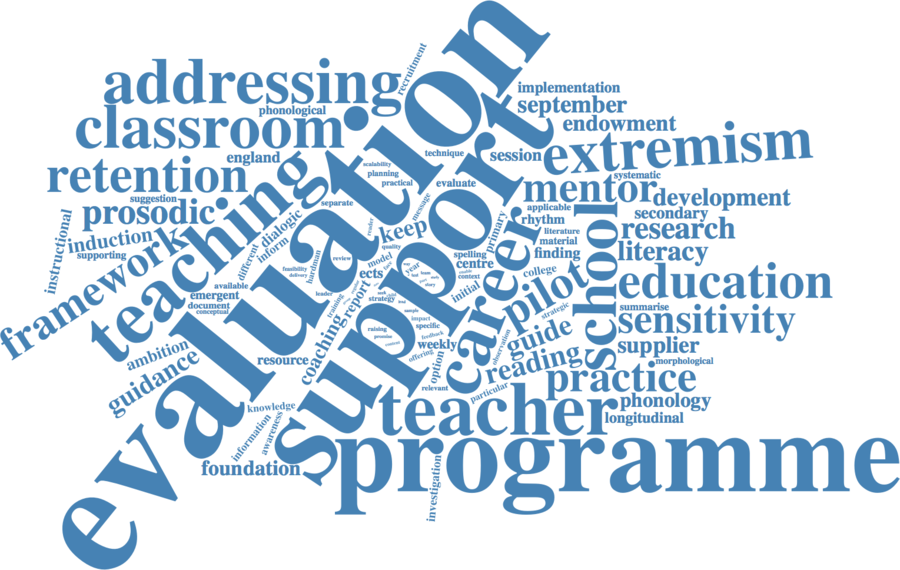 evaluation
support
programme
addressing
classroom
teaching
teacher
extremism
retention
framework
career
school
pilot
education
sensitivity
practice
prosodic
mentor
research
literacy
development
september
endowment
implementation
recruitment
phonological
england
suggestion
induction
supporting
instructional
dialogic
different
inform
separate
technique
scalability
planning
practical
evaluate
session
systematic
applicable
rhythm
secondary
literature
material
finding
message
primary
keep
quality
model
reader
review
hardman
feasibility
delivery
leader
training
available
emergent
document
conceptual
ambition
guidance
resource
coaching
report
ects
strategy
year
spelling
centre
context
initial
college
strategic
summarise
supplier
guide
reading
observation
morphological
phonology
longitudinal
particular
relevant
option
weekly
offering
feedback
specific
impact
sample
raising
knowledge
information
awareness
foundation
investigation